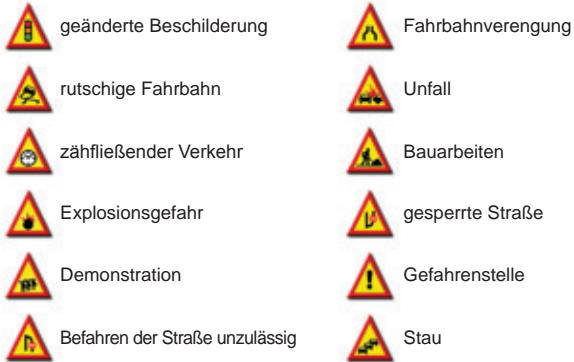 geänderte Beschilderung
Fahrbahnverengung
rutschige Fahrbahn
Unfall
zähfließender Verkehr
Bauarbeiten
Explosionsgefahr
gesperrte Straße
Demonstration
Gefahrenstelle
Befahren der Straße unzulässig
Stau